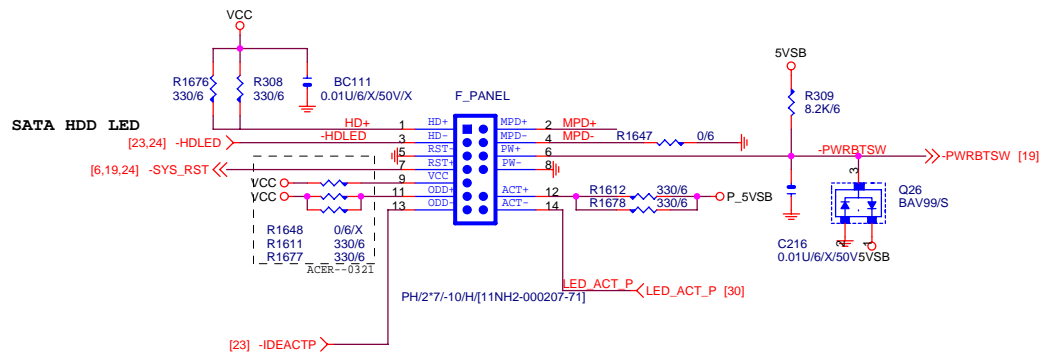 VCC
5VSB
R1676
330/6
R308
330/6
BC111
0.01U/6/X/50V/X
F_PANEL
R309
8.2K/6
SATA HDD LED
HD+ 1 HD+ MPD+ 2 MPD+
[23,24] -HDLED -HDLED 3 HD- MPD- 4 MPD- R1647 0/6
5 RST- PW+ 6 -PWRBTSW -PWRBTSW [19]
[6,19,24] -SYS_RST 7 RST+ PW- 8
VCC 9 VCC
VCC 11 ODD+ ACT+ 12 R1612 330/6 P_5VSB
13 ODD- ACT- 14 R1678 330/6
3
Q26
BAV99/S
R1648 0/6/X
R1611 330/6
R1677 330/6
ACER--0321
2 1
C216
0.01U/6/X/50V
5VSB
LED_ACT_P LED_ACT_P [30]
PH/2*7/-10/H/[11NH2-000207-71]
[23] -IDEACTP